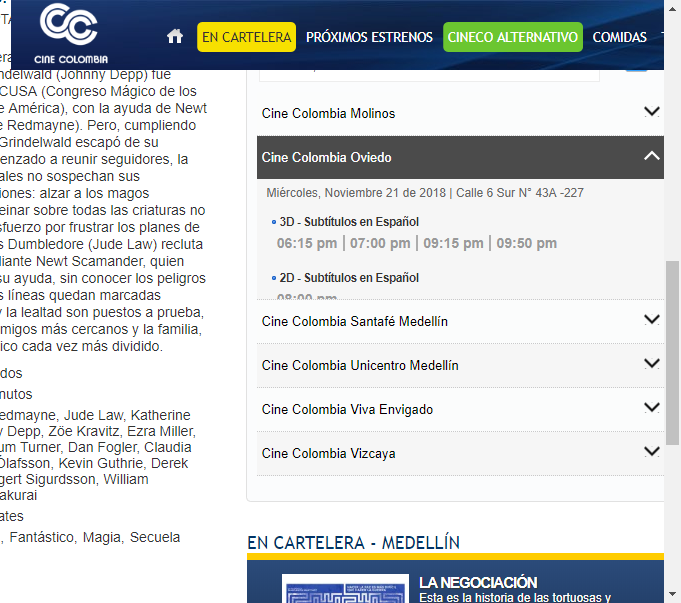 CINE COLOMBIA
EN CARTELERA
PRÓXIMOS ESTRENOS
CINECO ALTERNATIVO
COMIDAS
(Johnny Depp) fue
CUSA (Congreso Mágico de los
e América), con la ayuda de Newt
e Redmayne). Pero, cumpliendo
Grindelwald escapó de su
menzado a reunir seguidores, la
ales no sospechan sus
iones: alzar a los magos
einar sobre todas las criaturas no
sfuerzo por frustrar los planes de
s Dumbledore (Jude Law) recluta
diante Newt Scamander, quien
su ayuda, sin conocer los peligros
s líneas quedan marcadas
y la lealtad son puestos a prueba,
migos más cercanos y la familia,
ico cada vez más dividido.
dos
nutos
edmayne, Jude Law, Katherine
y Depp, Zöe Kravitz, Ezra Miller,
um Turner, Dan Fogler, Claudia
Ólafsson, Kevin Guthrie, Derek
gert Sigurdsson, William
akurai
ates
, Fantástico, Magia, Secuela
Cine Colombia Molinos
Cine Colombia Oviedo
Miércoles, Noviembre 21 de 2018 | Calle 6 Sur N° 43A -227
3D - Subtítulos en Español
06:15 pm | 07:00 pm | 09:15 pm | 09:50 pm
2D - Subtítulos en Español
08:00 pm
Cine Colombia Santafé Medellín
Cine Colombia Unicentro Medellín
Cine Colombia Viva Envigado
Cine Colombia Vizcaya
EN CARTELERA - MEDELLÍN
LA NEGOCIACIÓN
Esta es la historia de las tortuosas y